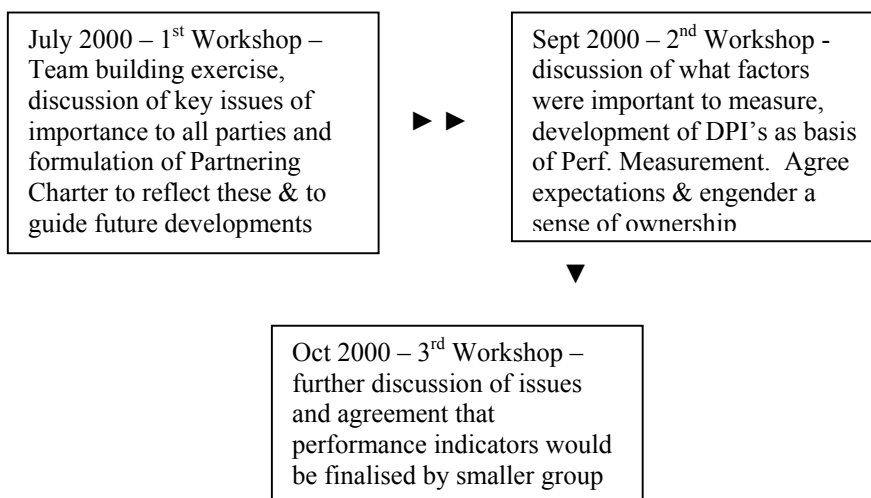 July 2000 – 1st Workshop –
Team building exercise,
discussion of key issues of
importance to all parties and
formulation of Partnering
Charter to reflect these & to
guide future developments
Sept 2000 – 2nd Workshop -
discussion of what factors
were important to measure,
development of DPI’s as basis
of Perf. Measurement.  Agree
expectations & engender a
sense of ownership
Oct 2000 – 3rd Workshop –
further discussion of issues
and agreement that
performance indicators would
be finalised by smaller group